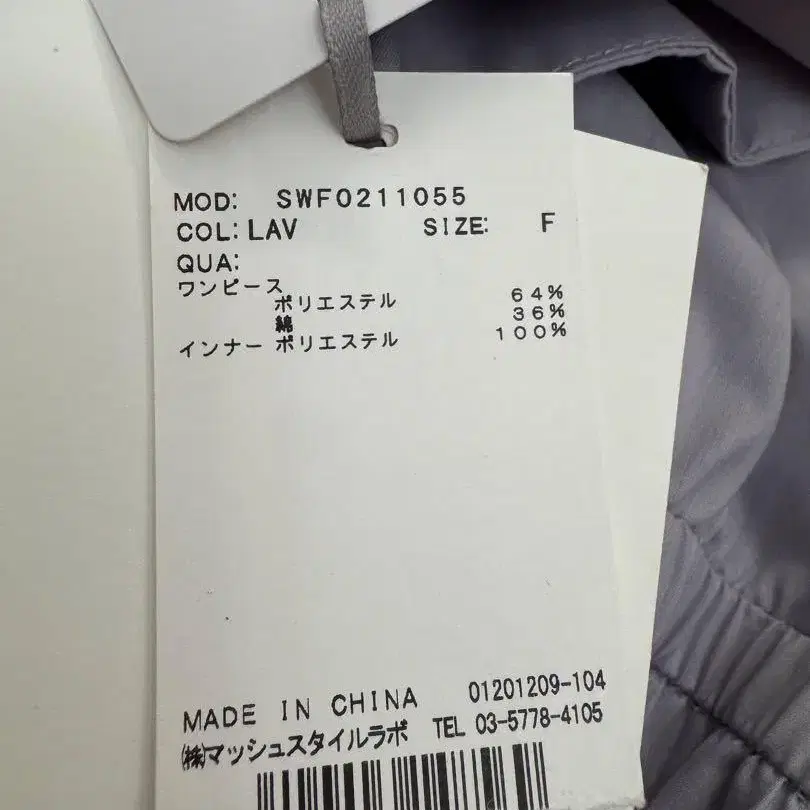 MOD: SWF0211055
COL: LAV SIZE: F
QUA:
ワンピース
ポリエステル 64%
綿 36%
インナー ポリエステル 100%
MADE IN CHINA 01201209-104
㈱マッシュスタイルラボ TEL 03-5778-4105